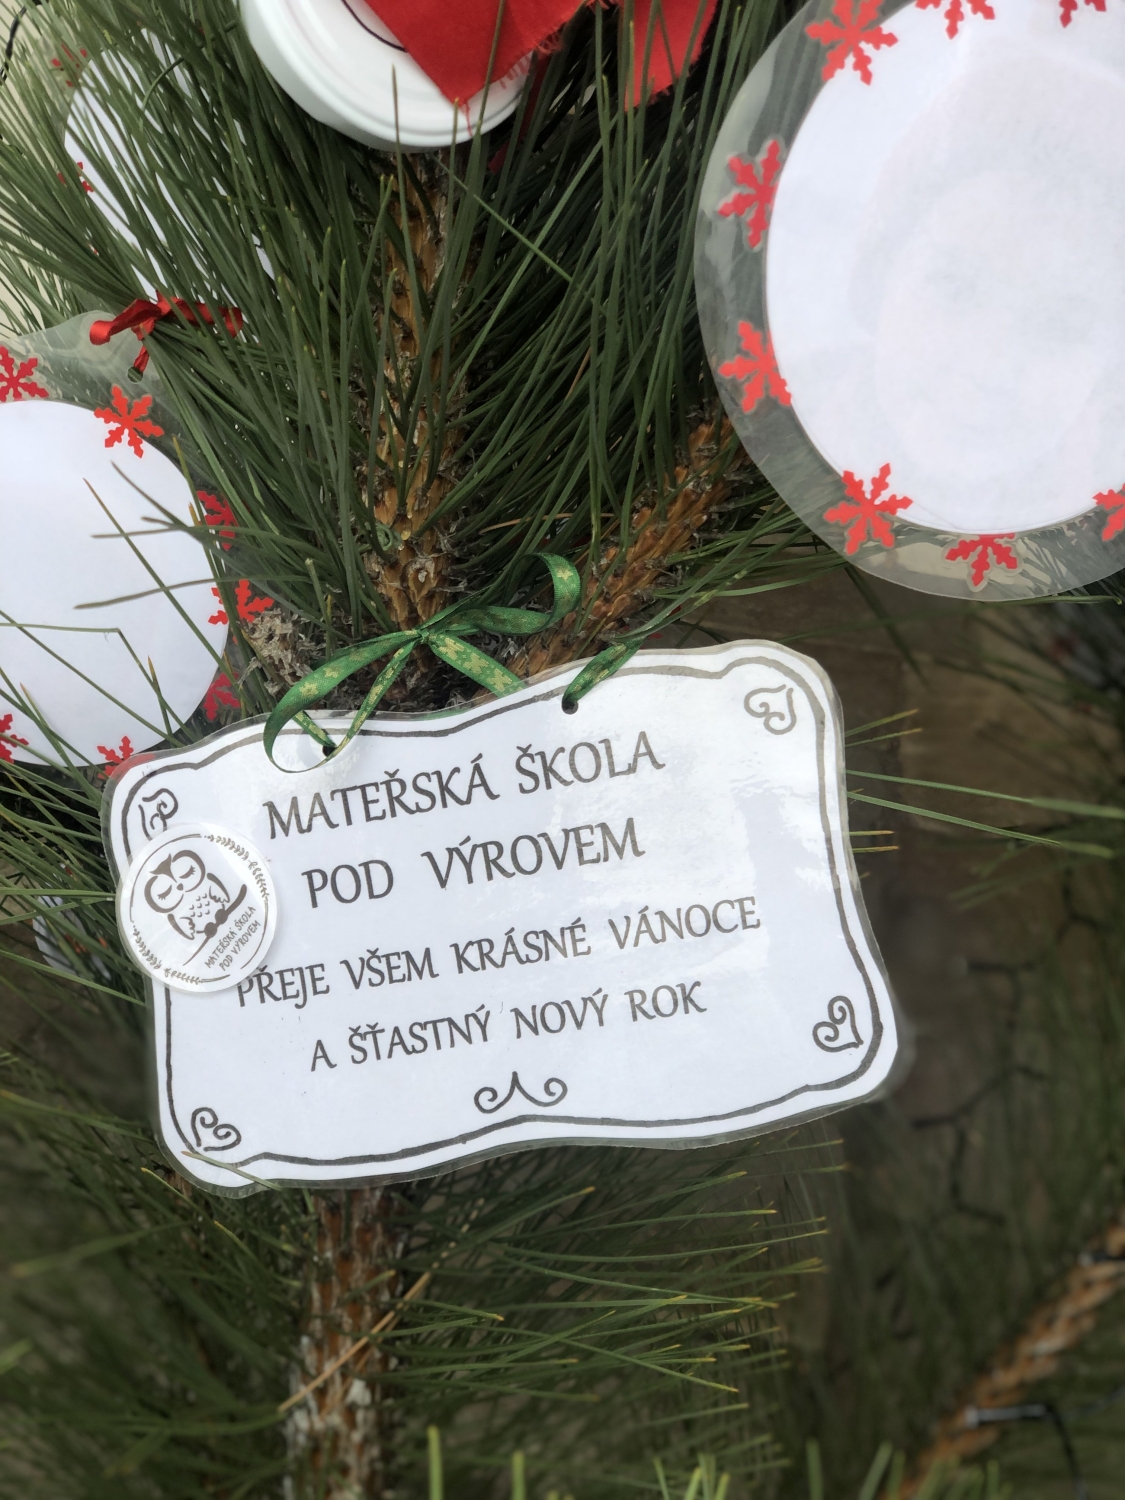 MATEŘSKÁ ŠKOLA
POD VÝROVEM
PŘEJE VŠEM KRÁSNÉ VÁNOCE
A ŠŤASTNÝ NOVÝ ROK
MATEŘSKÁ ŠKOLA
POD VÝROVEM